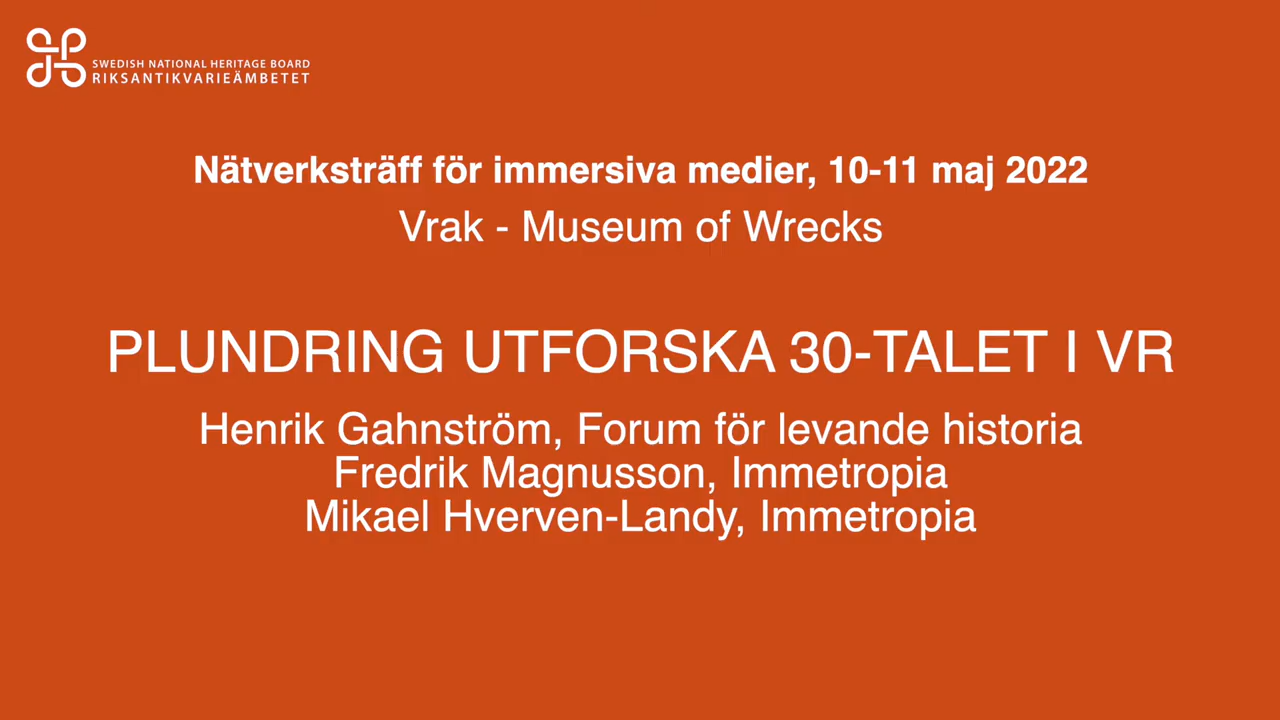 SWEDISH NATIONAL HERITAGE BOARD
RIKSANTIKVARIEÄMBETET
Nätverksträff för immersiva medier, 10-11 maj 2022
Vrak - Museum of Wrecks
PLUNDRING UTFORSKA 30-TALET I VR
Henrik Gahnström, Forum för levande historia
Fredrik Magnusson, Immetropia
Mikael Hverven-Landy, Immetropia